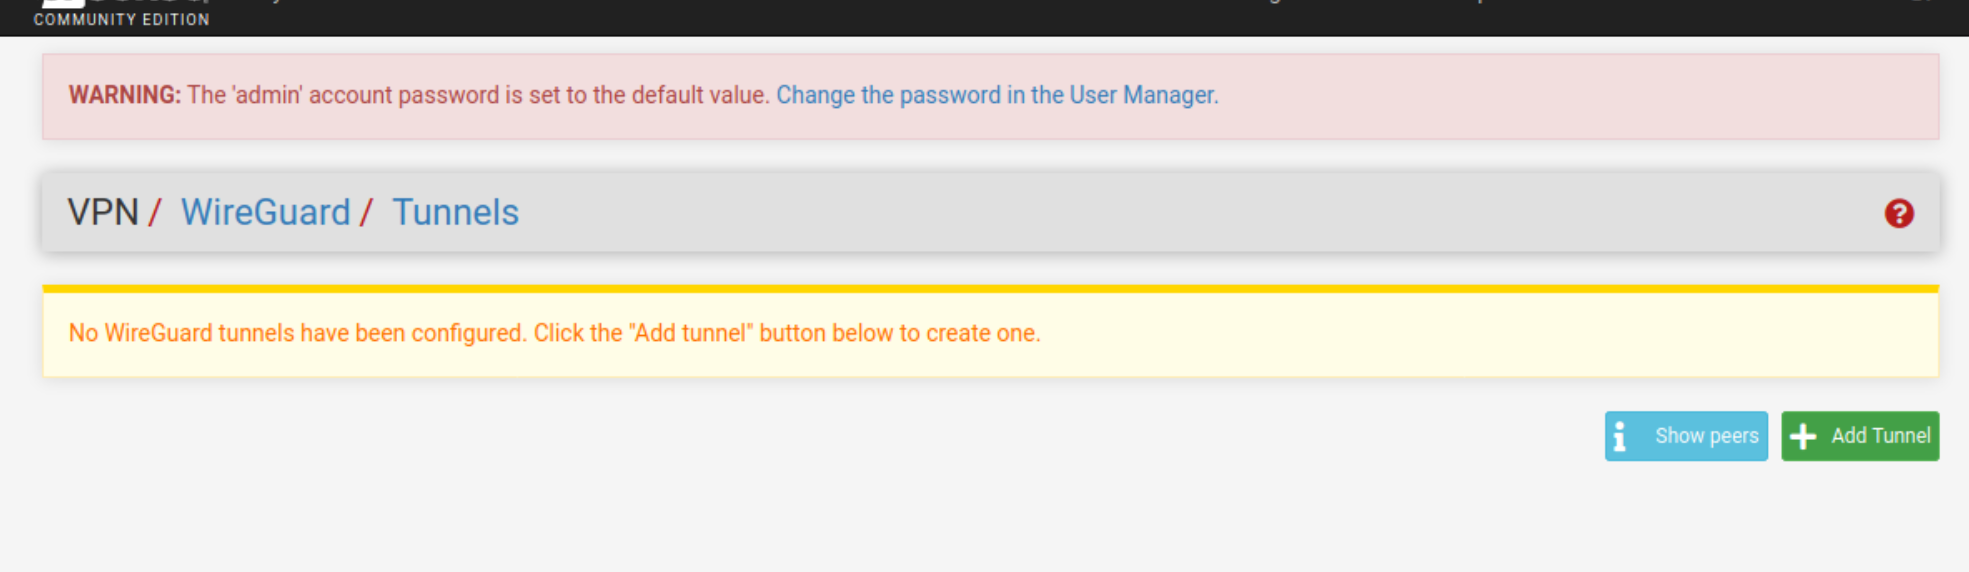 COMMUNITY EDITION
WARNING: The 'admin' account password is set to the default value. Change the password in the User Manager.
VPN / WireGuard / Tunnels
No WireGuard tunnels have been configured. Click the "Add tunnel" button below to create one.
Show peers
Add Tunnel